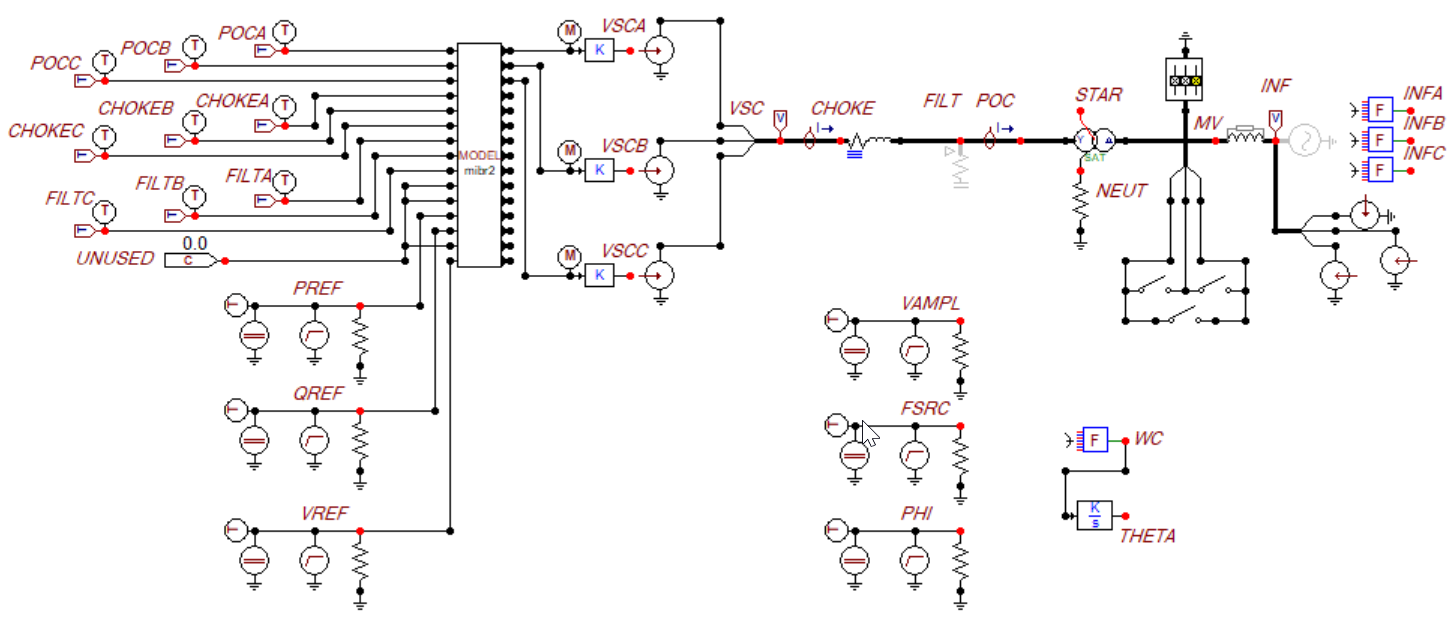 POCA
VSCA
T
M
K
T
POCB
T
POCC
T
T
T
INF
STAR
FILT
POC
MV
VSC
CHOKE
V
I
V
INFA
F
INFB
F
INFC
F
CHOKEB
CHOKEA
T
T
T
T
CHOKEC
T
T
MODEL
mibr2
VSCB
M
K
Y
SAT
NEUT
FILTB
FILTA
T
T
T
T
FILTC
T
T
0.0
UNUSED
C
VSCC
M
K
PREF
VAMPL
QREF
FSRC
F
WC
VREF
PHI
K
s
THETA